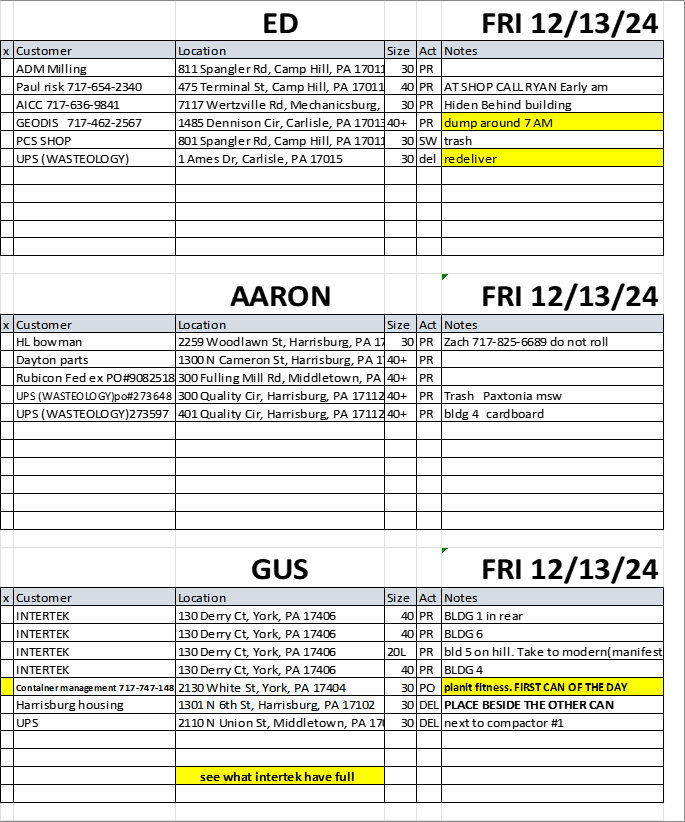 ED FRI 12/13/24
x Customer Location Size Act Notes
ADM Milling 811 Spangler Rd, Camp Hill, PA 17011 30 PR
Paul risk 717-654-2340 475 Terminal St, Camp Hill, PA 17011 40 PR AT SHOP CALL RYAN Early am
AICC 717-636-9841 7117 Wertzville Rd, Mechanicsburg, 30 PR Hiden Behind building
GEODIS 717-462-2567 1485 Dennison Cir, Carlisle, PA 17013 40+ PR dump around 7 AM
PCS SHOP 801 Spangler Rd, Camp Hill, PA 17011 30 SW trash
UPS (WASTEOLOGY) 1 Ames Dr, Carlisle, PA 17015 30 del redeliver
AARON FRI 12/13/24
x Customer Location Size Act Notes
HL bowman 2259 Woodlawn St, Harrisburg, PA 17 30 PR Zach 717-825-6689 do not roll
Dayton parts 1300 N Cameron St, Harrisburg, PA 1 40+ PR
Rubicon Fed ex PO#9082518 300 Fulling Mill Rd, Middletown, PA 40+ PR
UPS (WASTEOLOGY)po#273648 300 Quality Cir, Harrisburg, PA 17112 40+ PR Trash Paxtonia msw
UPS (WASTEOLOGY)273597 401 Quality Cir, Harrisburg, PA 17112 40+ PR bldg 4 cardboard
GUS FRI 12/13/24
x Customer Location Size Act Notes
INTERTEK 130 Derry Ct, York, PA 17406 40 PR BLDG 1 in rear
INTERTEK 130 Derry Ct, York, PA 17406 40 PR BLDG 6
INTERTEK 130 Derry Ct, York, PA 17406 20L PR bld 5 on hill. Take to modern(manifest
INTERTEK 130 Derry Ct, York, PA 17406 40 PR BLDG 4
Container management 717-747-148 2130 White St, York, PA 17404 30 PO planit fitness. FIRST CAN OF THE DAY
Harrisburg housing 1301 N 6th St, Harrisburg, PA 17102 30 DEL PLACE BESIDE THE OTHER CAN
UPS 2110 N Union St, Middletown, PA 170 30 DEL next to compactor #1
see what intertek have full